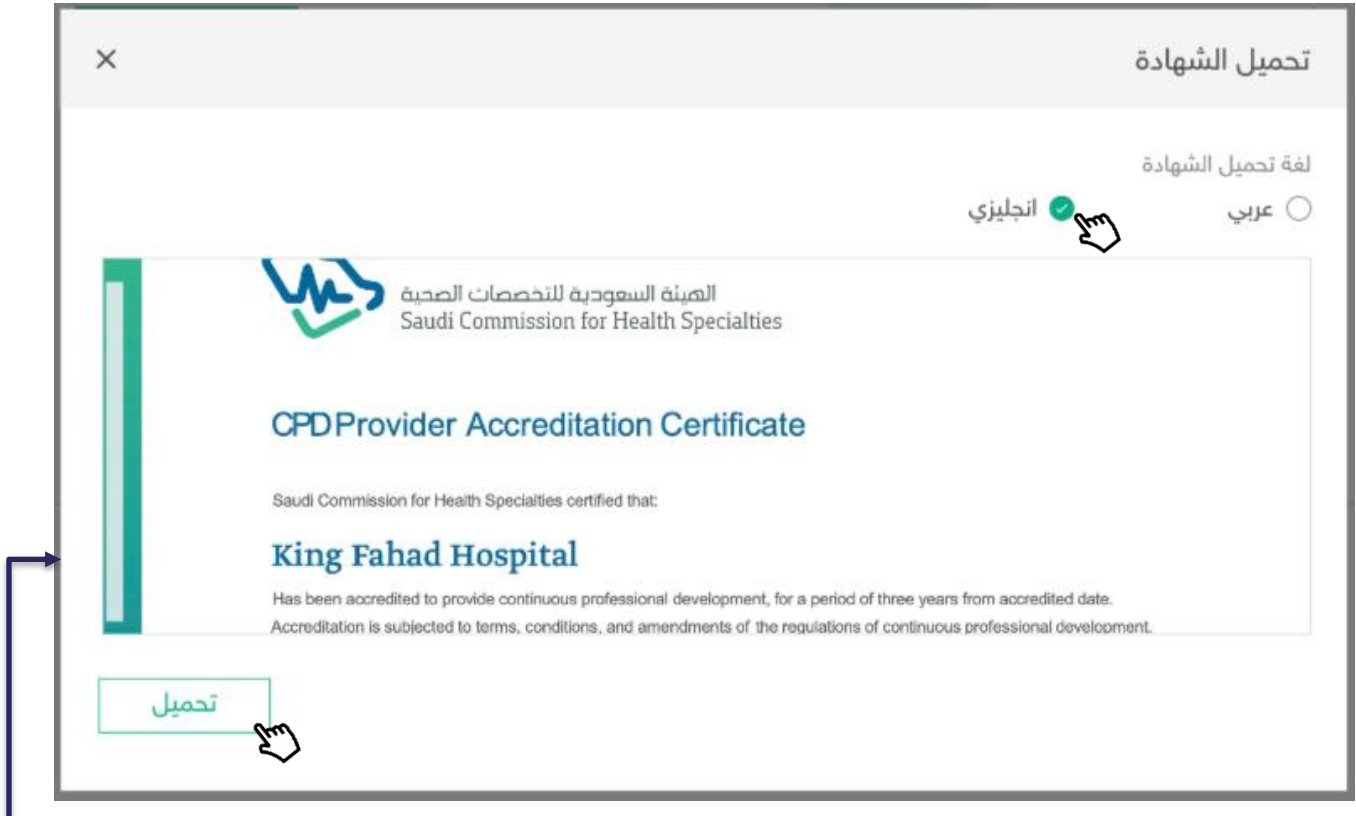 تحميل الشهادة
لغة تحميل الشهادة
عربي
انجليزي
الهيئة السعودية للتخصصات الصحية
Saudi Commission for Health Specialties
CPD Provider Accreditation Certificate
Saudi Commission for Health Specialties certified that:
King Fahad Hospital
Has been accredited to provide continuous professional development, for a period of three years from accredited date.
Accreditation is subjected to terms, conditions, and amendments of the regulations of continuous professional development.
تحميل